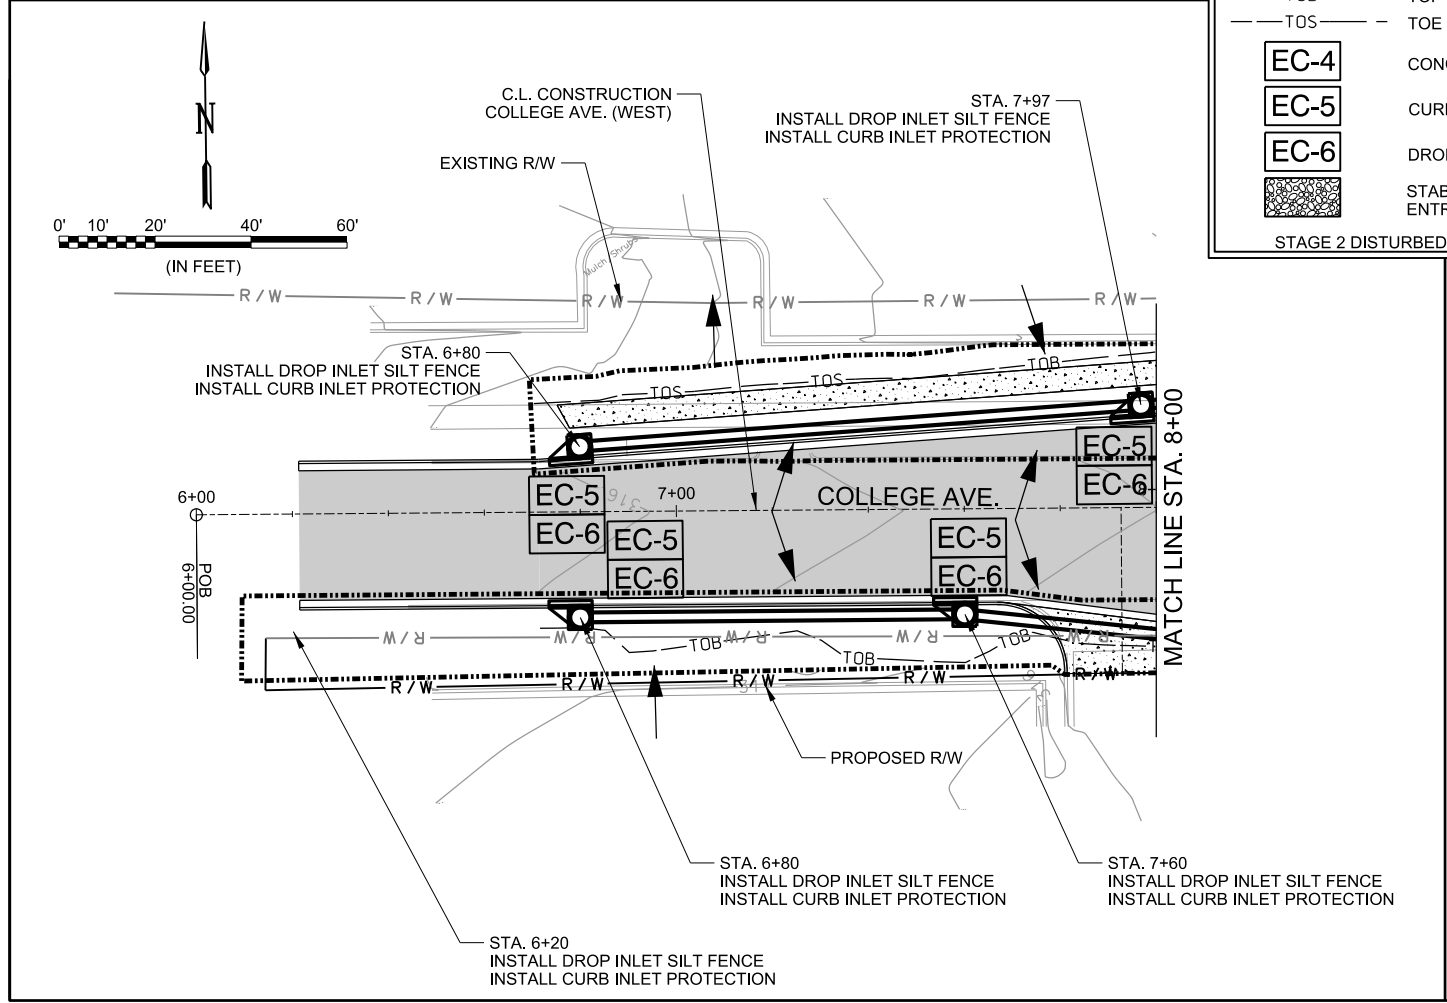 TOS
TOE
EC-4
EC-5
EC-6
STAGE 2 DISTURBED
N
0' 10' 20' 40' 60'
(IN FEET)
C.L. CONSTRUCTION
COLLEGE AVE. (WEST)
EXISTING R/W
STA. 7+97
INSTALL DROP INLET SILT FENCE
INSTALL CURB INLET PROTECTION
Mulch, Shrubs
R/W R/W R/W R/W R/W R/W
STA. 6+80
INSTALL DROP INLET SILT FENCE
INSTALL CURB INLET PROTECTION
TOS TOS TOB
EC-5
EC-6
MATCH LINE STA. 8+00
6+00
EC-5
EC-6
316
7+00
COLLEGE AVE.
EC-5
EC-6
EC-5
EC-6
POB
6+00.00
R/W R/W R/W R/W R/W
TOB TOB TOB
R/W R/W R/W R/W R/W
PROPOSED R/W
STA. 6+80
INSTALL DROP INLET SILT FENCE
INSTALL CURB INLET PROTECTION
STA. 7+60
INSTALL DROP INLET SILT FENCE
INSTALL CURB INLET PROTECTION
STA. 6+20
INSTALL DROP INLET SILT FENCE
INSTALL CURB INLET PROTECTION